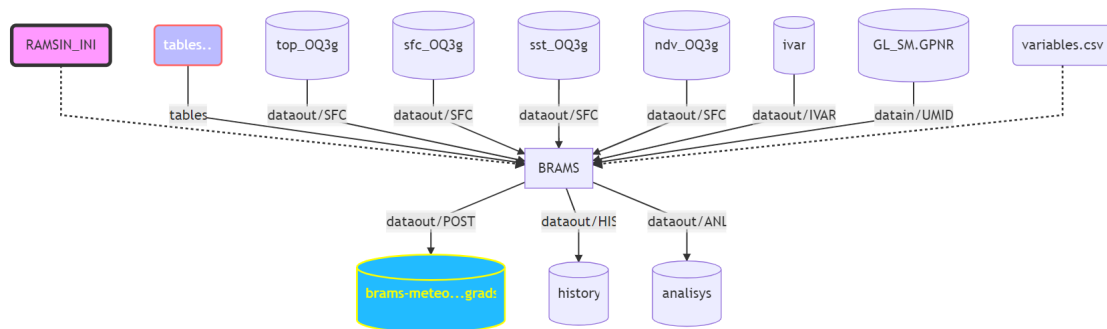 RAMSIN_INI
tables..
top_OQ3g
sfc_OQ3g
sst_OQ3g
ndv_OQ3g
ivar
GL_SM.GPNR
variables.csv
tables
dataout/SFC
dataout/SFC
dataout/SFC
dataout/SFC
dataout/IVAR
datain/UMID
BRAMS
dataout/POST
dataout/HIS
dataout/ANL
brams-meteo...grads
history
analisys